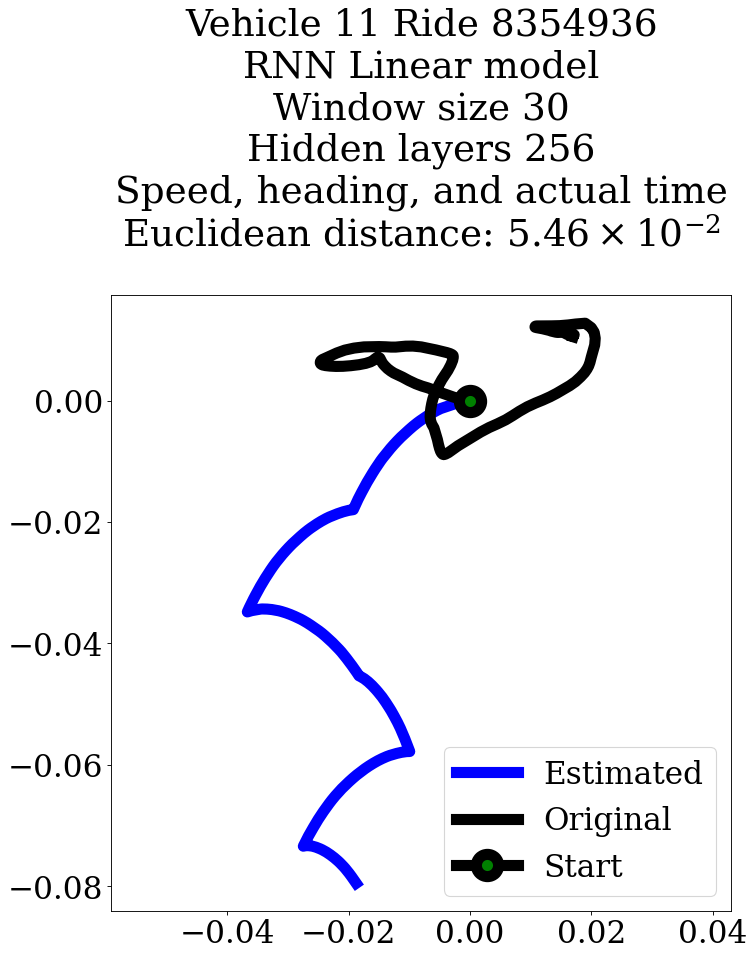 Vehicle 11 Ride 8354936
RNN Linear model
Window size 30
Hidden layers 256
Speed, heading, and actual time
Euclidean distance: 5.46 × 10⁻²
0.00
−0.02
−0.04
−0.06
−0.08
Estimated
Original
Start
−0.04 −0.02 0.00 0.02 0.04